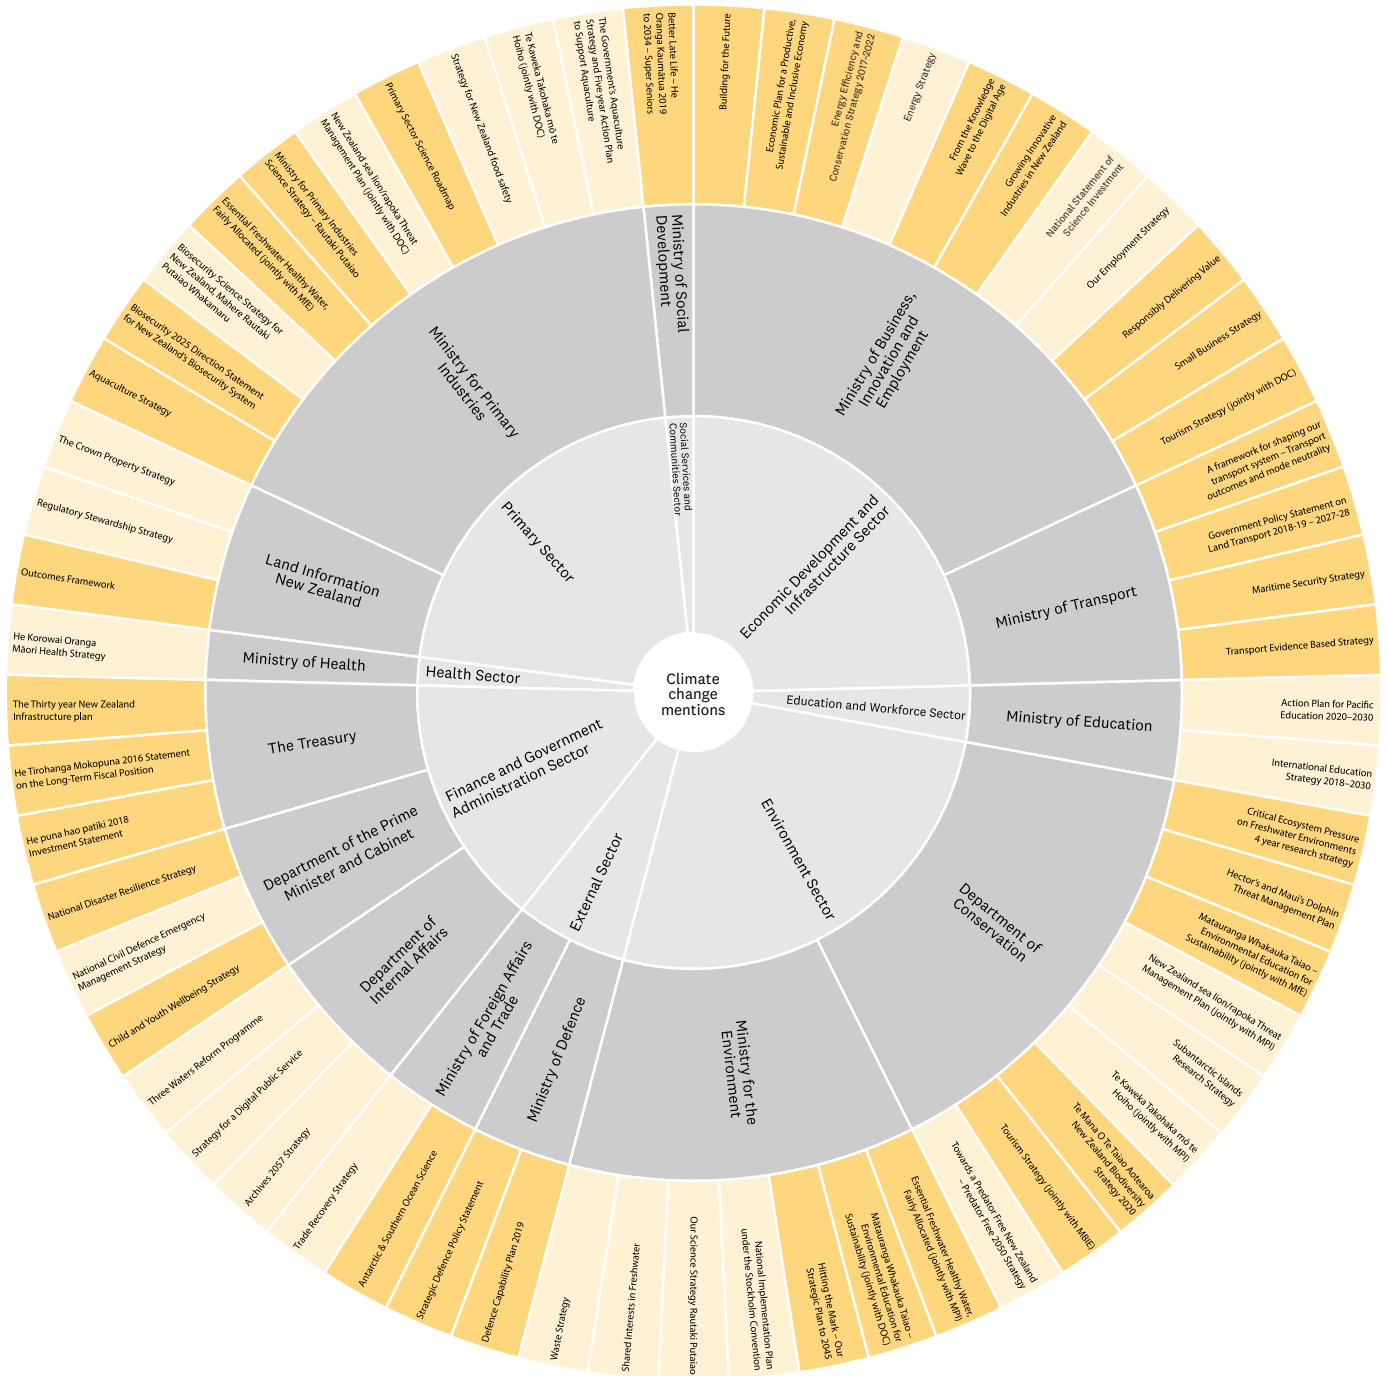 Climate
change
mentions
Economic Development and
Infrastructure Sector
Education and Workforce Sector
Environment Sector
External Sector
Finance and Government
Administration Sector
Health Sector
Primary Sector
Social Services and
Communities Sector
Ministry of Business,
Innovation and
Employment
Ministry of Transport
Ministry of Education
Department of
Conservation
Ministry for the
Environment
Ministry of Defence
Ministry of Foreign Affairs
and Trade
Department of
Internal Affairs
Department of the Prime
Minister and Cabinet
The Treasury
Ministry of Health
Land Information
New Zealand
Ministry for Primary
Industries
Ministry of Social
Development
Building for the Future
Economic Plan for a Productive,
Sustainable and Inclusive Economy
Energy Efficiency and
Conservation Strategy 2017–2022
Energy Strategy
From the Knowledge
Wave to the Digital Age
Growing Innovative
Industries in New Zealand
National Statement of
Science Investment
Our Employment Strategy
Responsibly Delivering Value
Small Business Strategy
Tourism Strategy (jointly with DOC)
A framework for shaping our
transport system – Transport
outcomes and mode neutrality
Government Policy Statement on
Land Transport 2018-19 – 2027-28
Maritime Security Strategy
Transport Evidence Based Strategy
Action Plan for Pacific
Education 2020–2030
International Education
Strategy 2018–2030
Critical Ecosystem Pressure
on Freshwater Environments
4 year research strategy
Hector's and Maui's Dolphin
Threat Management Plan
Matauranga Whakauka Taiao –
Environmental Education for
Sustainability (jointly with MfE)
New Zealand sea lion/rapoka Threat
Management Plan (jointly with MPI)
Subantarctic Islands
Research Strategy
Te Kaweka Takohaka mō te
Hoiho (jointly with MPI)
Te Mana O Te Taiao Aotearoa
New Zealand Biodiversity
Strategy 2020
Tourism Strategy (jointly with MBIE)
Towards a Predator Free New Zealand
– Predator Free 2050 Strategy
Essential Freshwater Healthy Water,
Fairly Allocated (jointly with MPI)
Mātauranga Whakauka Taiao –
Environmental Education for
Sustainability (jointly with DOC)
Hitting the Mark – Our
Strategic Plan to 2045
National Implementation Plan
under the Stockholm Convention
Our Science Strategy Rautaki Putaiao
Shared Interests in Freshwater
Waste Strategy
Defence Capability Plan 2019
Strategic Defence Policy Statement
Antarctic & Southern Ocean Science
Trade Recovery Strategy
Archives 2057 Strategy
Strategy for a Digital Public Service
Three Waters Reform Programme
Child and Youth Wellbeing Strategy
National Civil Defence Emergency
Management Strategy
National Disaster Resilience Strategy
He puna hao patiki 2018
Investment Statement
He Tirohanga Mokopuna 2016 Statement
on the Long-Term Fiscal Position
The Thirty year New Zealand
Infrastructure plan
He Korowai Oranga
Māori Health Strategy
Outcomes Framework
Regulatory Stewardship Strategy
The Crown Property Strategy
Aquaculture Strategy
Biosecurity 2025 Direction Statement
for New Zealand's Biosecurity System
Biosecurity Science Strategy for
New Zealand, Mahere Rautaki
Putaiao Whakamaru
Essential Freshwater Healthy Water,
Fairly Allocated (jointly with MfE)
Ministry for Primary Industries
Science Strategy – Rautaki Putaiao
New Zealand sea lion/rapoka Threat
Management Plan (jointly with DOC)
Primary Sector Science Roadmap
Strategy for New Zealand food safety
Te Kaweka Takohaka mō te
Hoiho (jointly with DOC)
The Government's Aquaculture
Strategy and Five year Action Plan
to Support Aquaculture
Better Late Life – He
Oranga Kaumātua 2019
to 2034 – Super Seniors